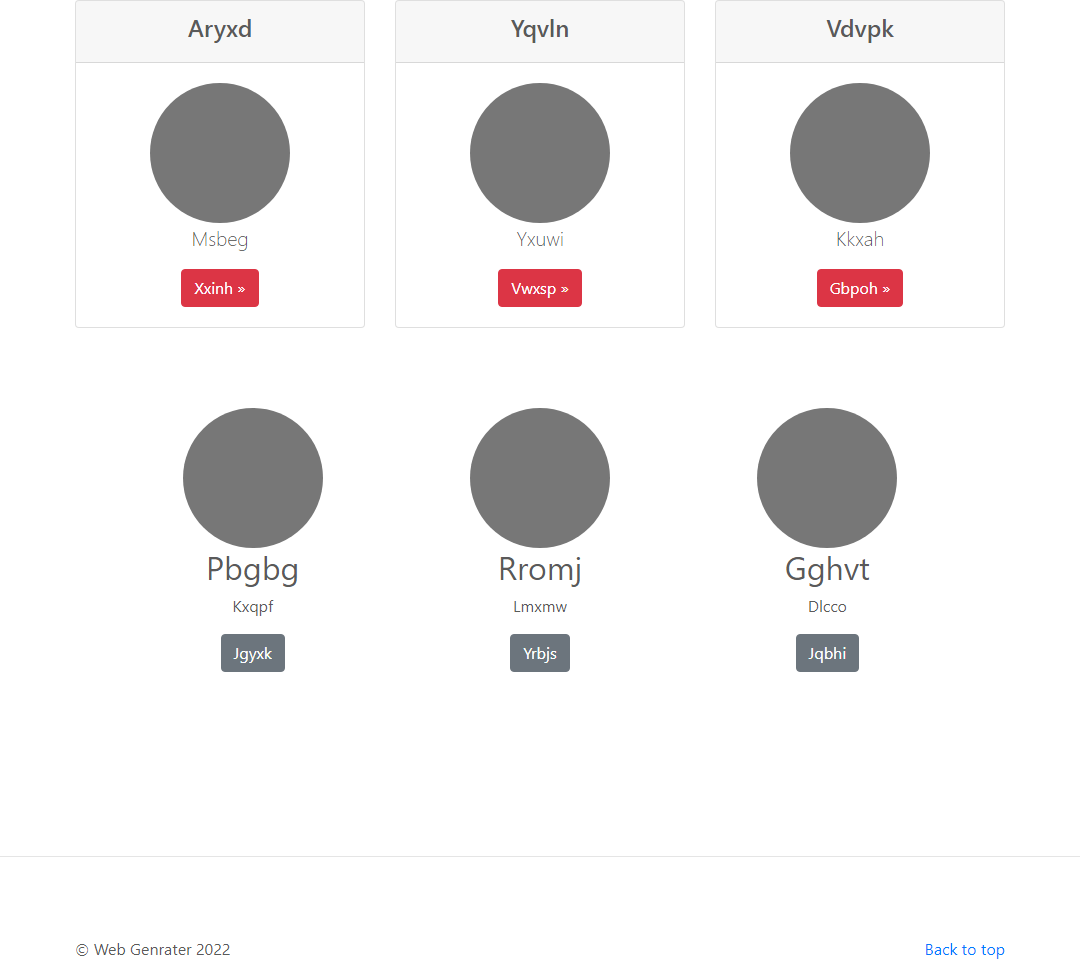 Aryxd
Yqvln
Vdvpk
Msbeg
Yxuwi
Kkxah
Xxinh »
Vwxsp »
Gbpoh »
Pbgbg
Rromj
Gghvt
Kxqpf
Lmxmw
Dlcco
Jgyxk
Yrbjs
Jqbhi
© Web Genrater 2022
Back to top